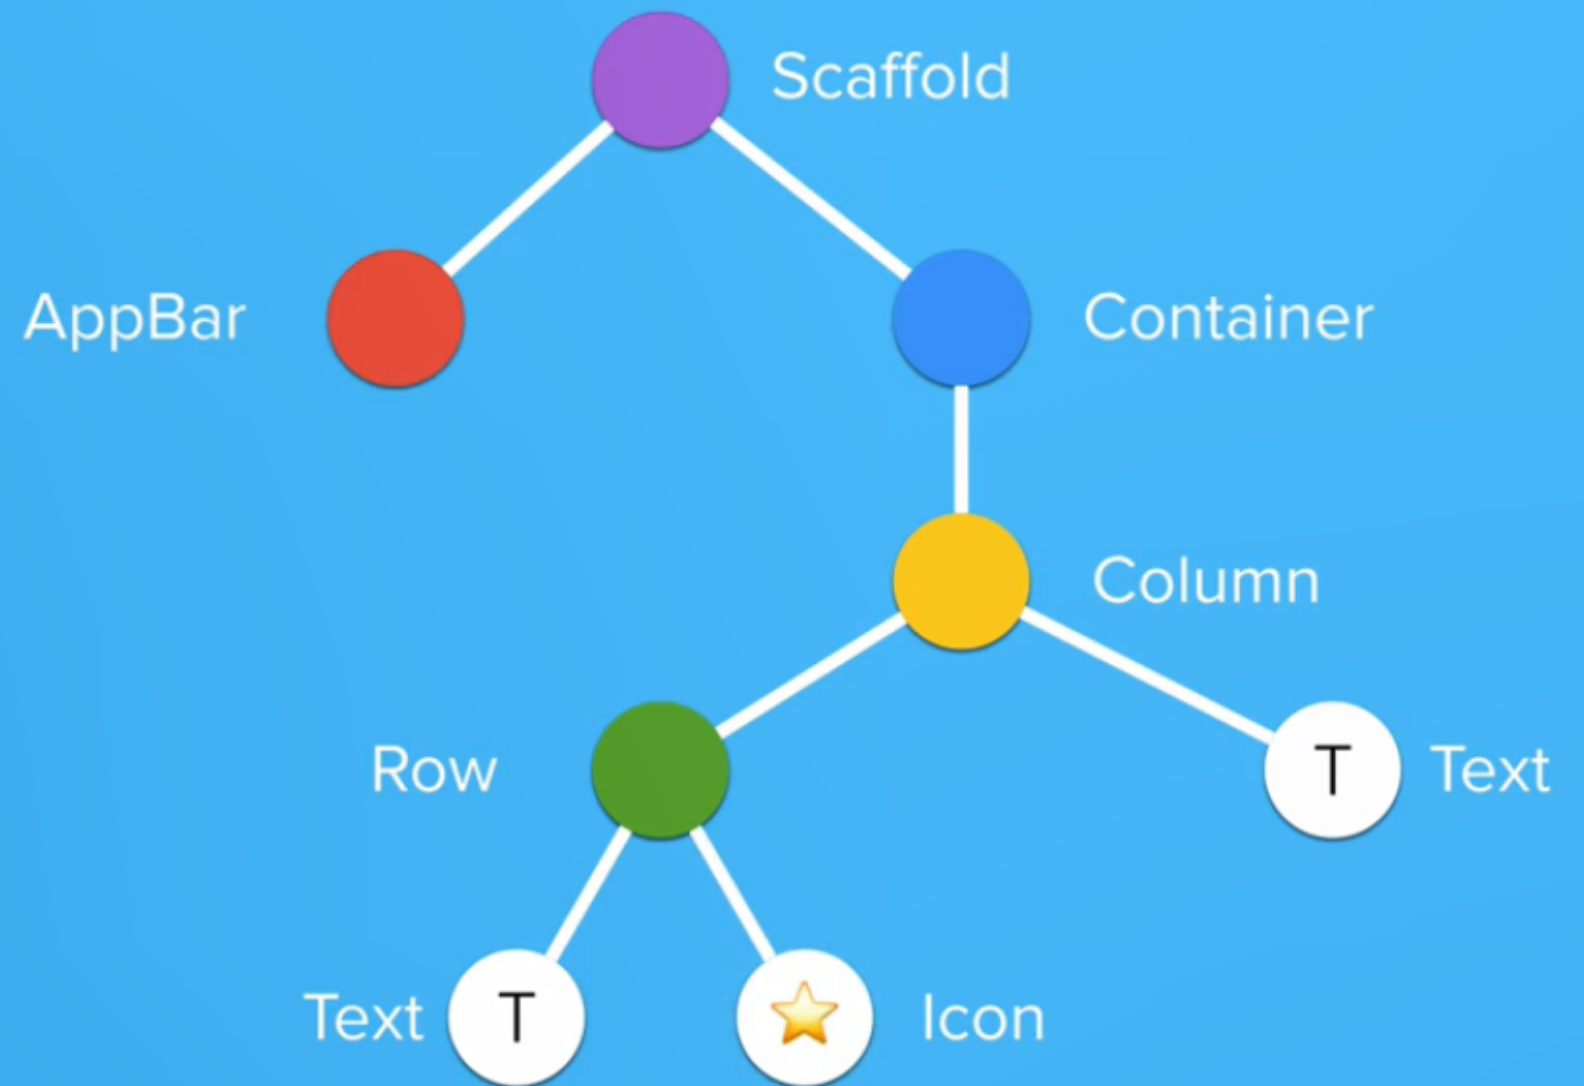 Scaffold
AppBar
Container
Column
Row
T
Text
Text
T
Icon